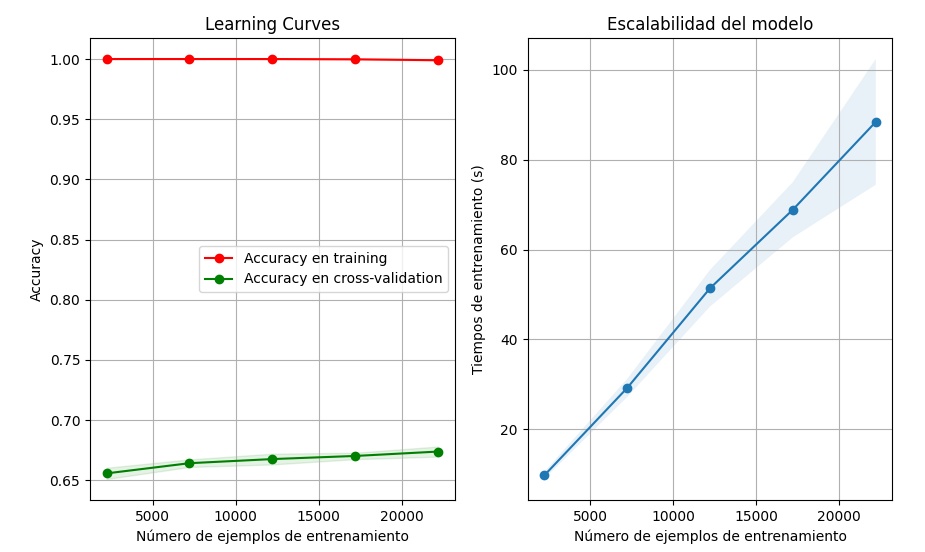 Learning Curves
1.00
0.95
0.90
0.85
0.80
0.75
0.70
0.65
Accuracy
Accuracy en training
Accuracy en cross-validation
5000 10000 15000 20000
Número de ejemplos de entrenamiento
Escalabilidad del modelo
100
80
60
40
20
Tiempos de entrenamiento (s)
5000 10000 15000 20000
Número de ejemplos de entrenamiento